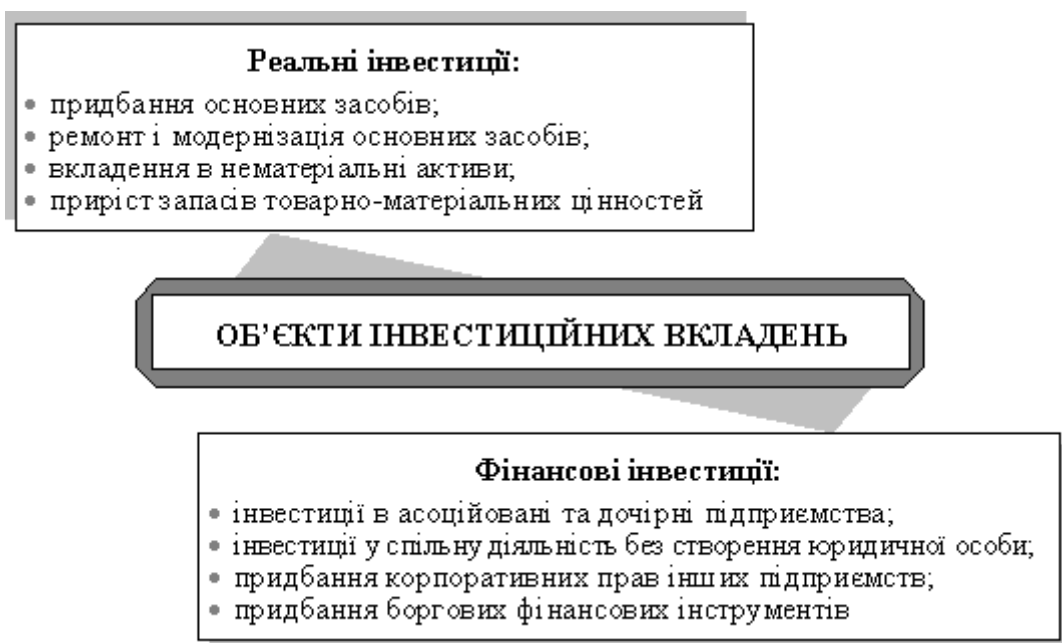 Реальні інвестиції:
• придбання основних засобів;
• ремонт і модернізація основних засобів;
• вкладення в нематеріальні активи;
• приріст запасів товарно-матеріальних цінностей
ОБ’ЄКТИ ІНВЕСТИЦІЙНИХ ВКЛАДЕНЬ
Фінансові інвестиції:
• інвестиції в асоційовані та дочірні підприємства;
• інвестиції у спільну діяльність без створення юридичної особи;
• придбання корпоративних прав інших підприємств;
• придбання боргових фінансових інструментів